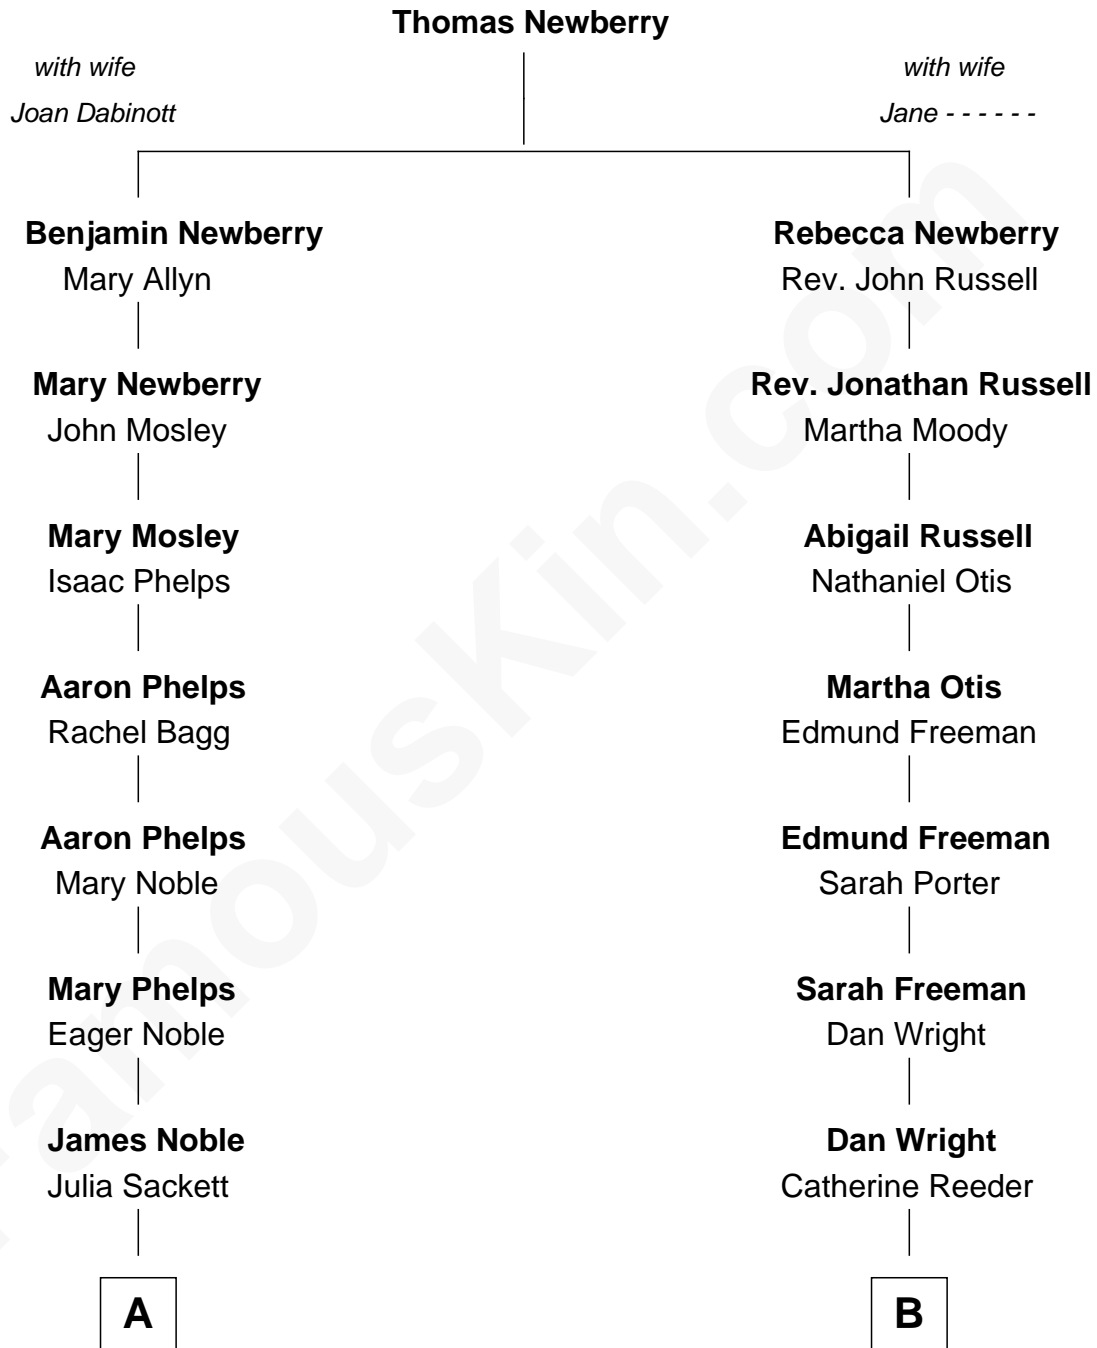 Thomas Newberry
with wife
Joan Dabinott
with wife
Jane - - - - - -
Benjamin Newberry
Mary Allyn
Rebecca Newberry
Rev. John Russell
Mary Newberry
John Mosley
Rev. Jonathan Russell
Martha Moody
Mary Mosley
Isaac Phelps
Abigail Russell
Nathaniel Otis
Aaron Phelps
Rachel Bagg
Martha Otis
Edmund Freeman
Aaron Phelps
Mary Noble
Edmund Freeman
Sarah Porter
Mary Phelps
Eager Noble
Sarah Freeman
Dan Wright
James Noble
Julia Sackett
Dan Wright
Catherine Reeder
A
B
FamousKin.com